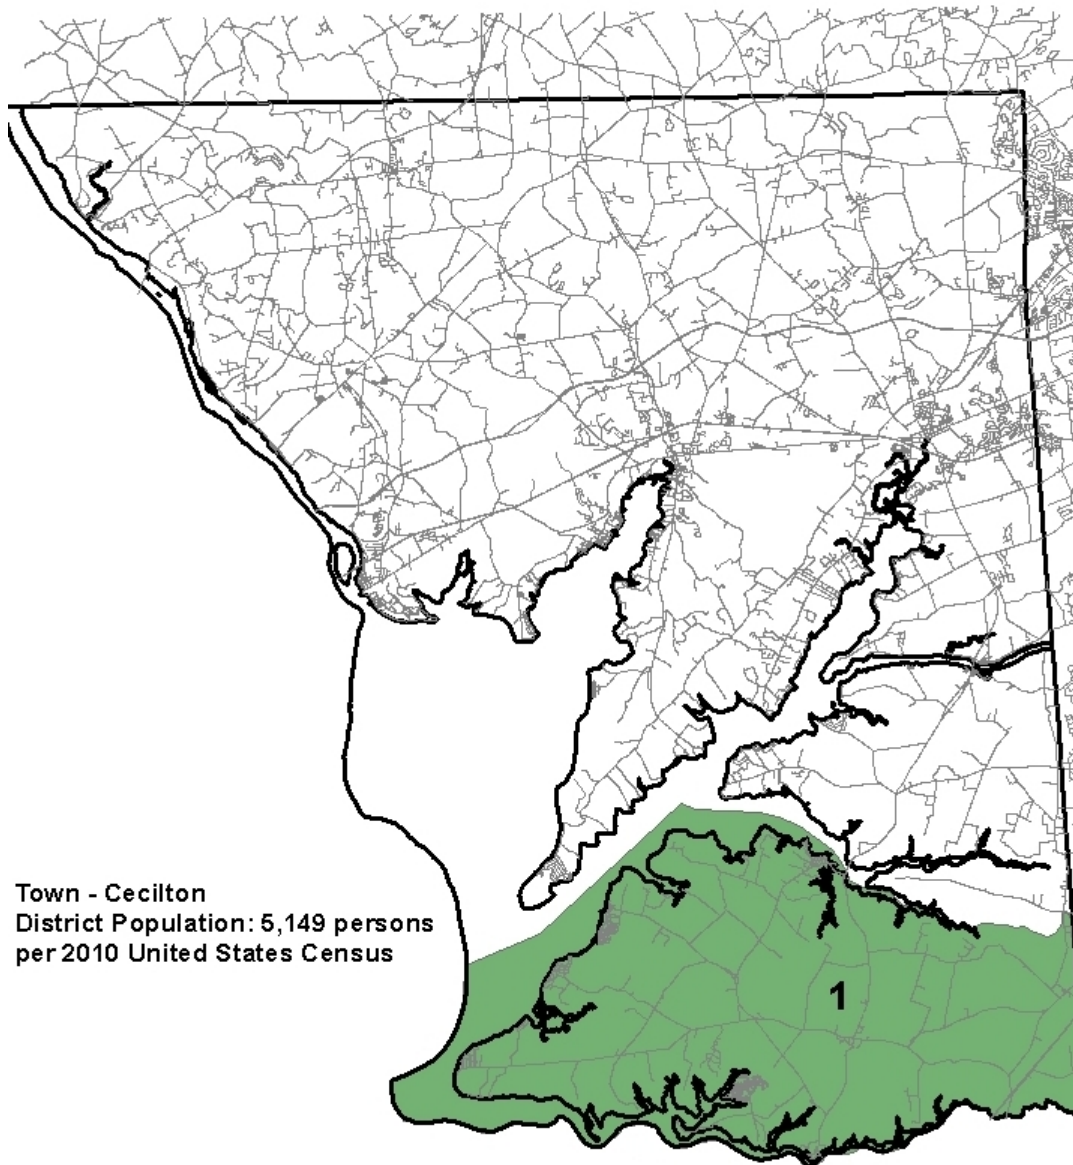 Town - Cecilton
District Population: 5,149 persons
per 2010 United States Census
1